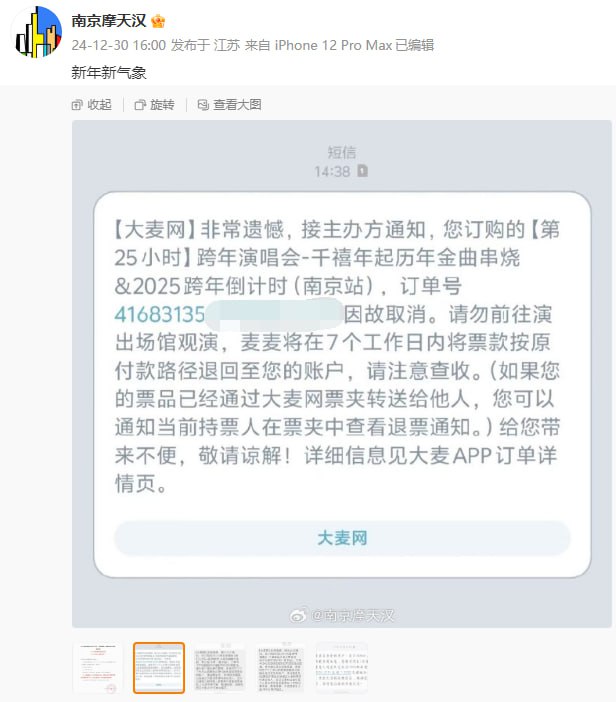 南京摩天汉
24-12-30 16:00 发布于 江苏 来自 iPhone 12 Pro Max 已编辑
新年新气象
收起 旋转 查看大图
短信
14:38
【大麦网】非常遗憾，接主办方通知，您订购的【第
25小时】跨年演唱会-千禧年起历年金曲串烧
&2025跨年倒计时（南京站），订单号
41683135 因故取消。请勿前往演
出场馆观演，麦麦将在7个工作日内将票款按原
付款路径退回至您的账户，请注意查收。(如果您
的票品已经通过大麦网票夹转送给他人，您可以
通知当前持票人在票夹中查看退票通知。) 给您带
来不便，敬请谅解！详细信息见大麦APP订单详
情页。
大麦网
@南京摩天汉